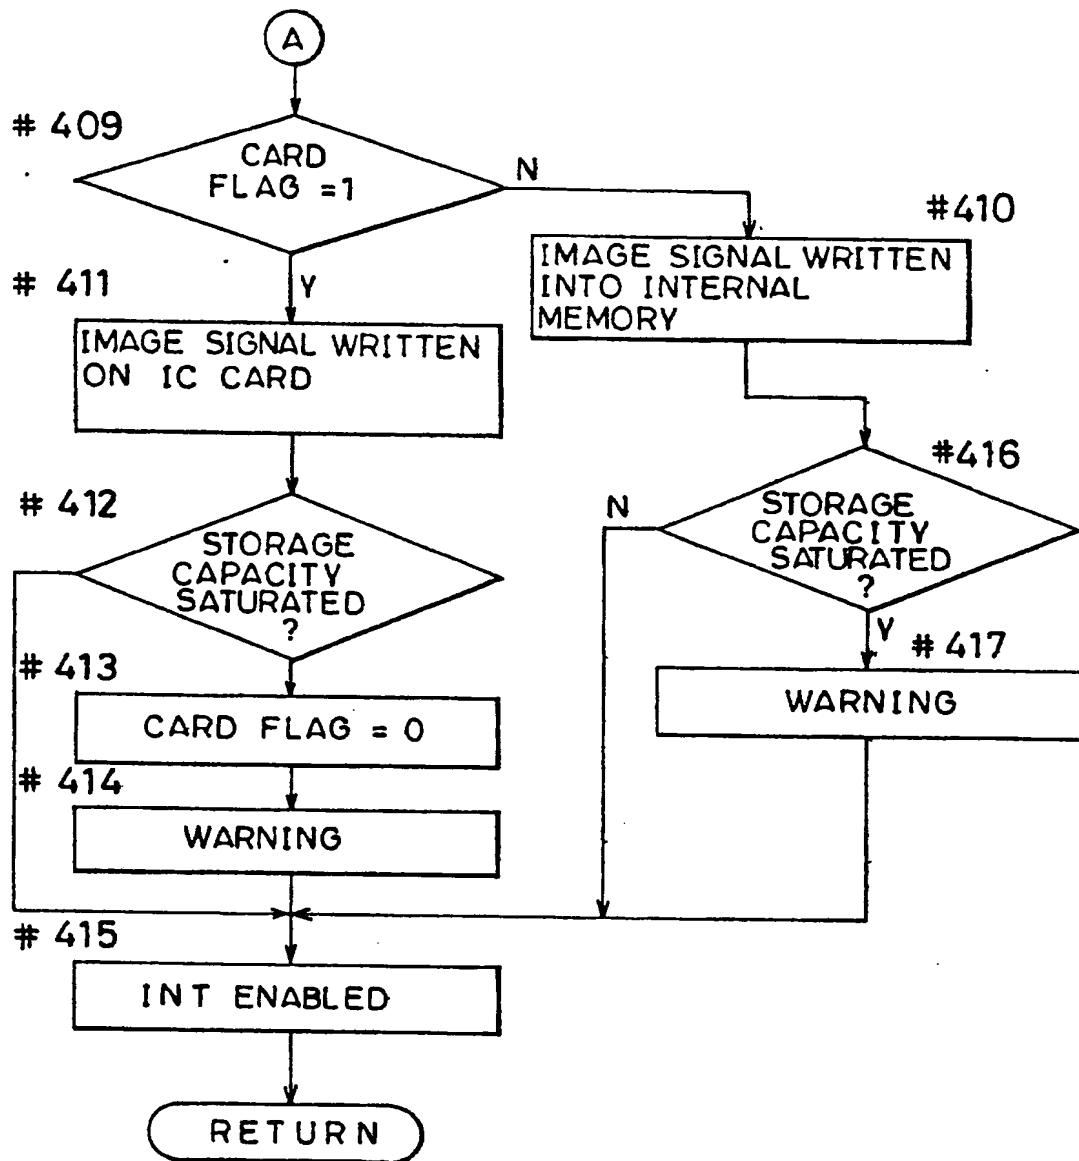 A
# 409
CARD
FLAG =1
N
#410
IMAGE SIGNAL WRITTEN
INTO INTERNAL
MEMORY
# 411
Y
IMAGE SIGNAL WRITTEN
ON IC CARD
#416
N
STORAGE
CAPACITY
SATURATED
?
Y
# 412
STORAGE
CAPACITY
SATURATED
?
# 417
WARNING
# 413
CARD FLAG = 0
# 414
WARNING
# 415
INT ENABLED
RETURN